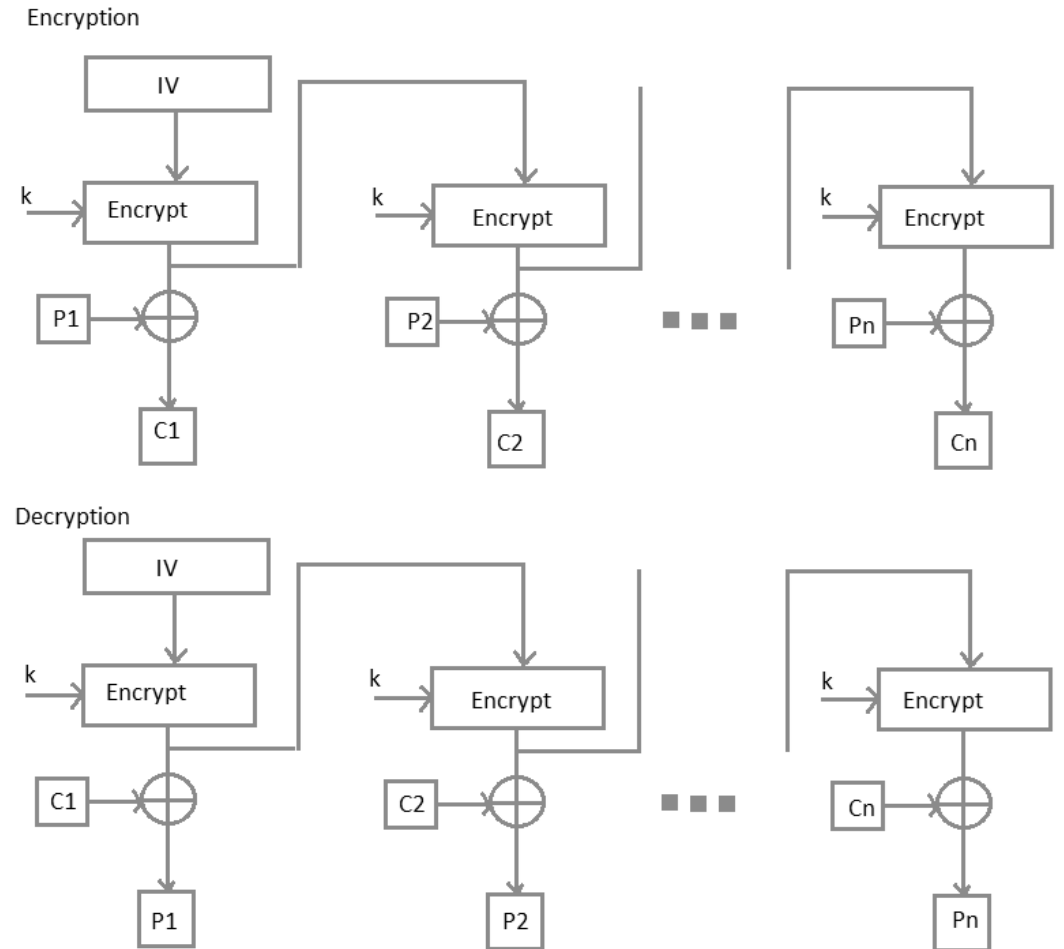 Encryption
IV
k
Encrypt
k
Encrypt
k
Encrypt
P1
P2
Pn
C1
C2
Cn
Decryption
IV
k
Encrypt
k
Encrypt
k
Encrypt
C1
C2
Cn
P1
P2
Pn